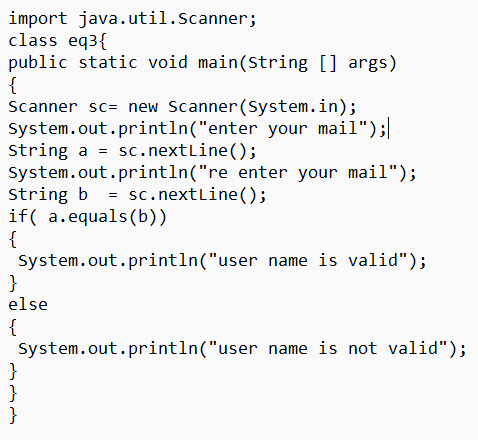 import java.util.Scanner;
class eq3{
public static void main(String [] args)
{
Scanner sc= new Scanner(System.in);
System.out.println("enter your mail");
String a = sc.nextLine();
System.out.println("re enter your mail");
String b  = sc.nextLine();
if( a.equals(b))
{
 System.out.println("user name is valid");
}
else
{
 System.out.println("user name is not valid");
}
}
}